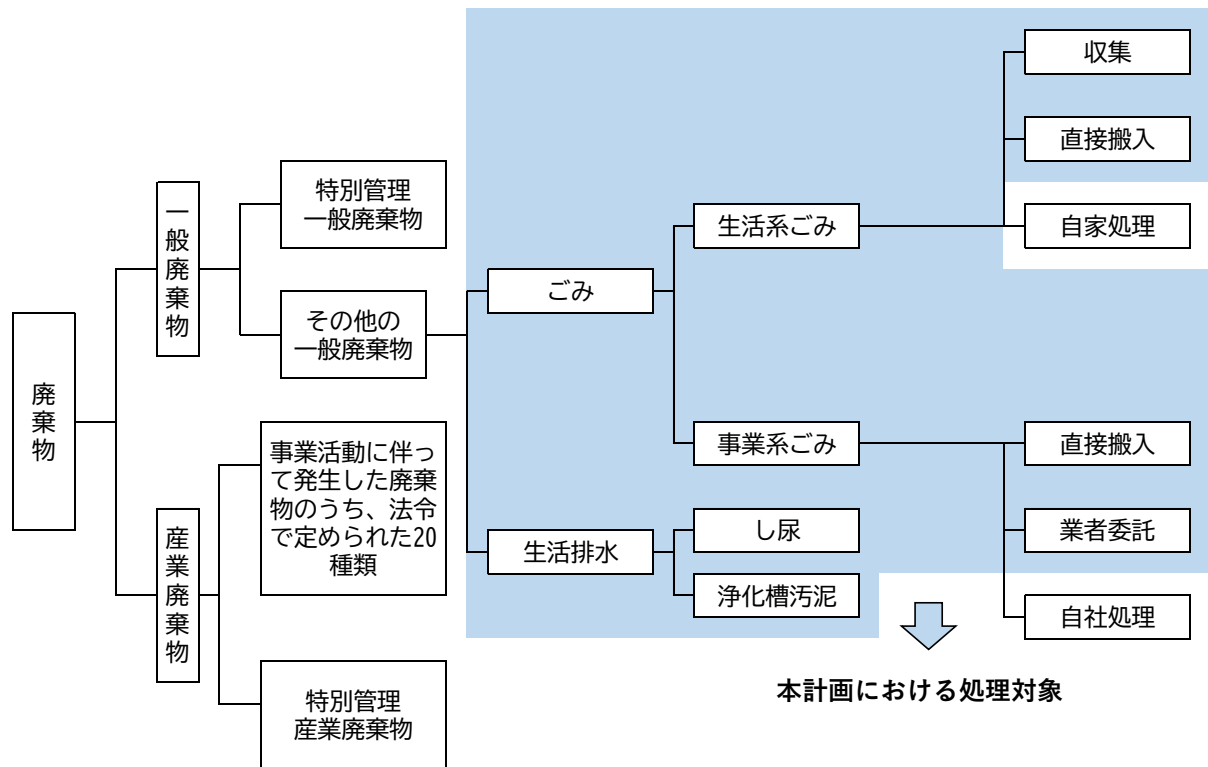 廃棄物
一般廃棄物
特別管理
一般廃棄物
その他の
一般廃棄物
ごみ
生活系ごみ
収集
直接搬入
自家処理
事業系ごみ
直接搬入
業者委託
自社処理
生活排水
し尿
浄化槽汚泥
産業廃棄物
事業活動に伴っ
て発生した廃棄
物のうち、法令
で定められた20
種類
特別管理
産業廃棄物
本計画における処理対象